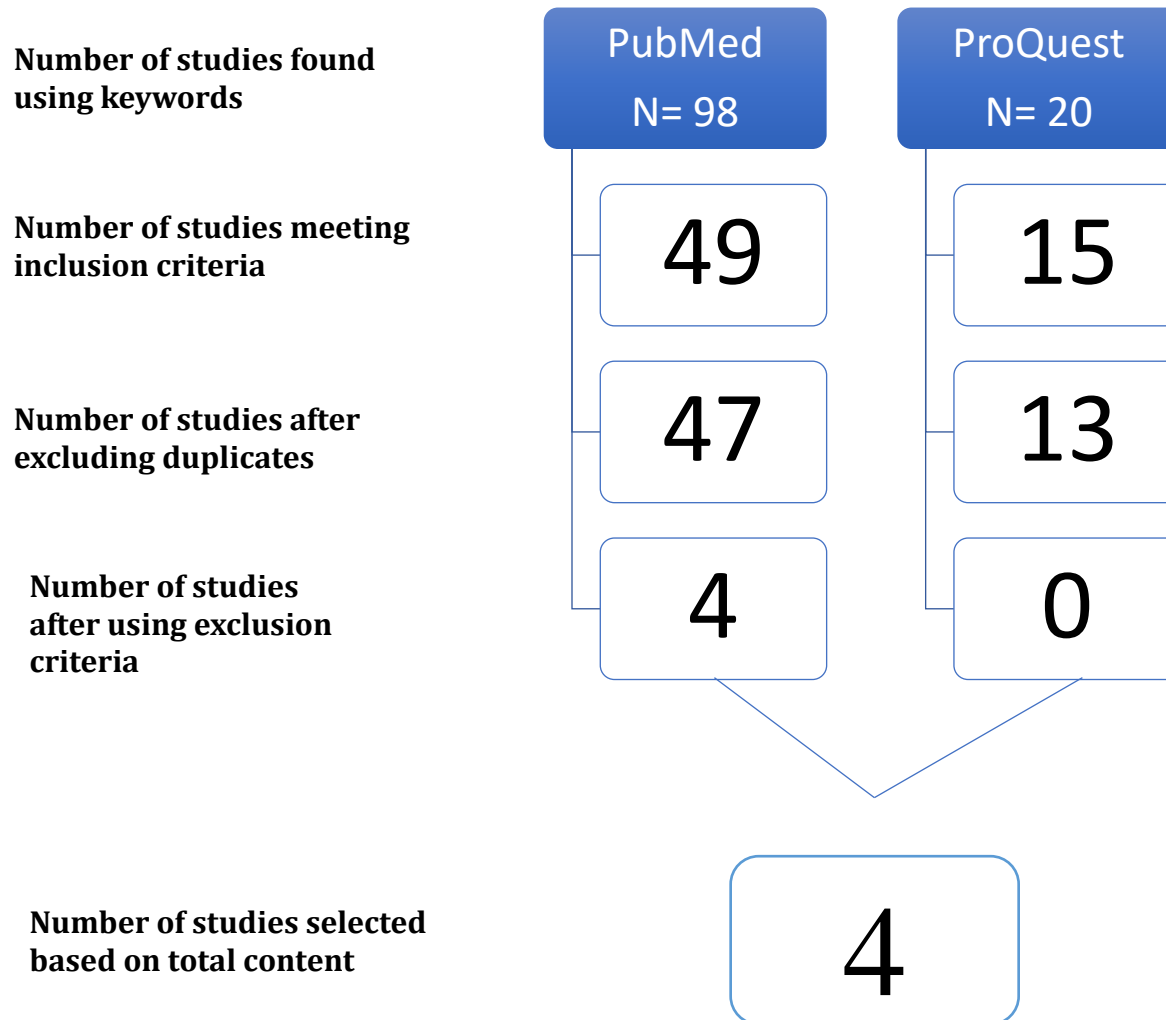 Number of studies found
using keywords
PubMed
N= 98
ProQuest
N= 20
Number of studies meeting
inclusion criteria
49
15
Number of studies after
excluding duplicates
47
13
Number of studies
after using exclusion
criteria
4
0
Number of studies selected
based on total content
4